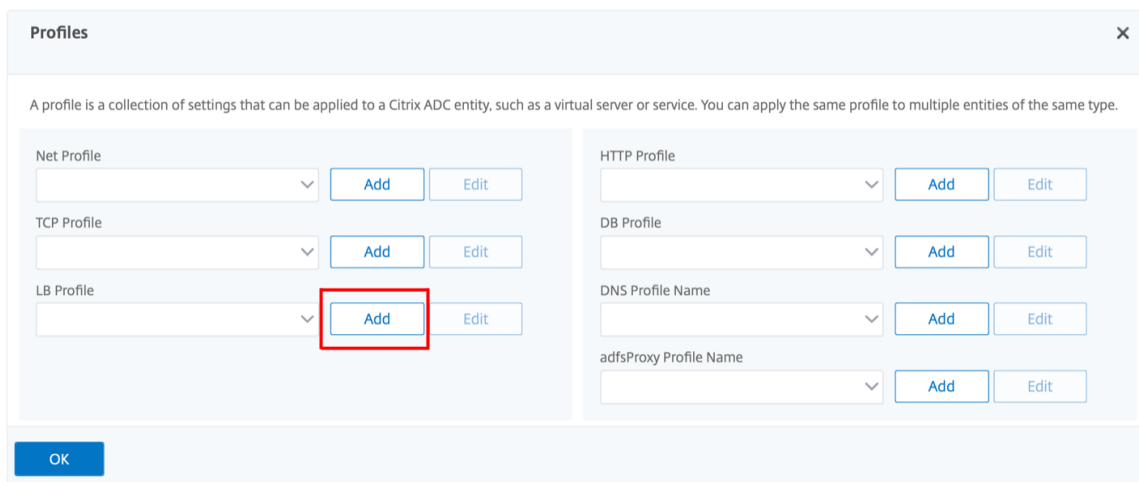 Profiles
A profile is a collection of settings that can be applied to a Citrix ADC entity, such as a virtual server or service. You can apply the same profile to multiple entities of the same type.
Net Profile
Add Edit
TCP Profile
Add Edit
LB Profile
Add Edit
HTTP Profile
Add Edit
DB Profile
Add Edit
DNS Profile Name
Add Edit
adfsProxy Profile Name
Add Edit
OK